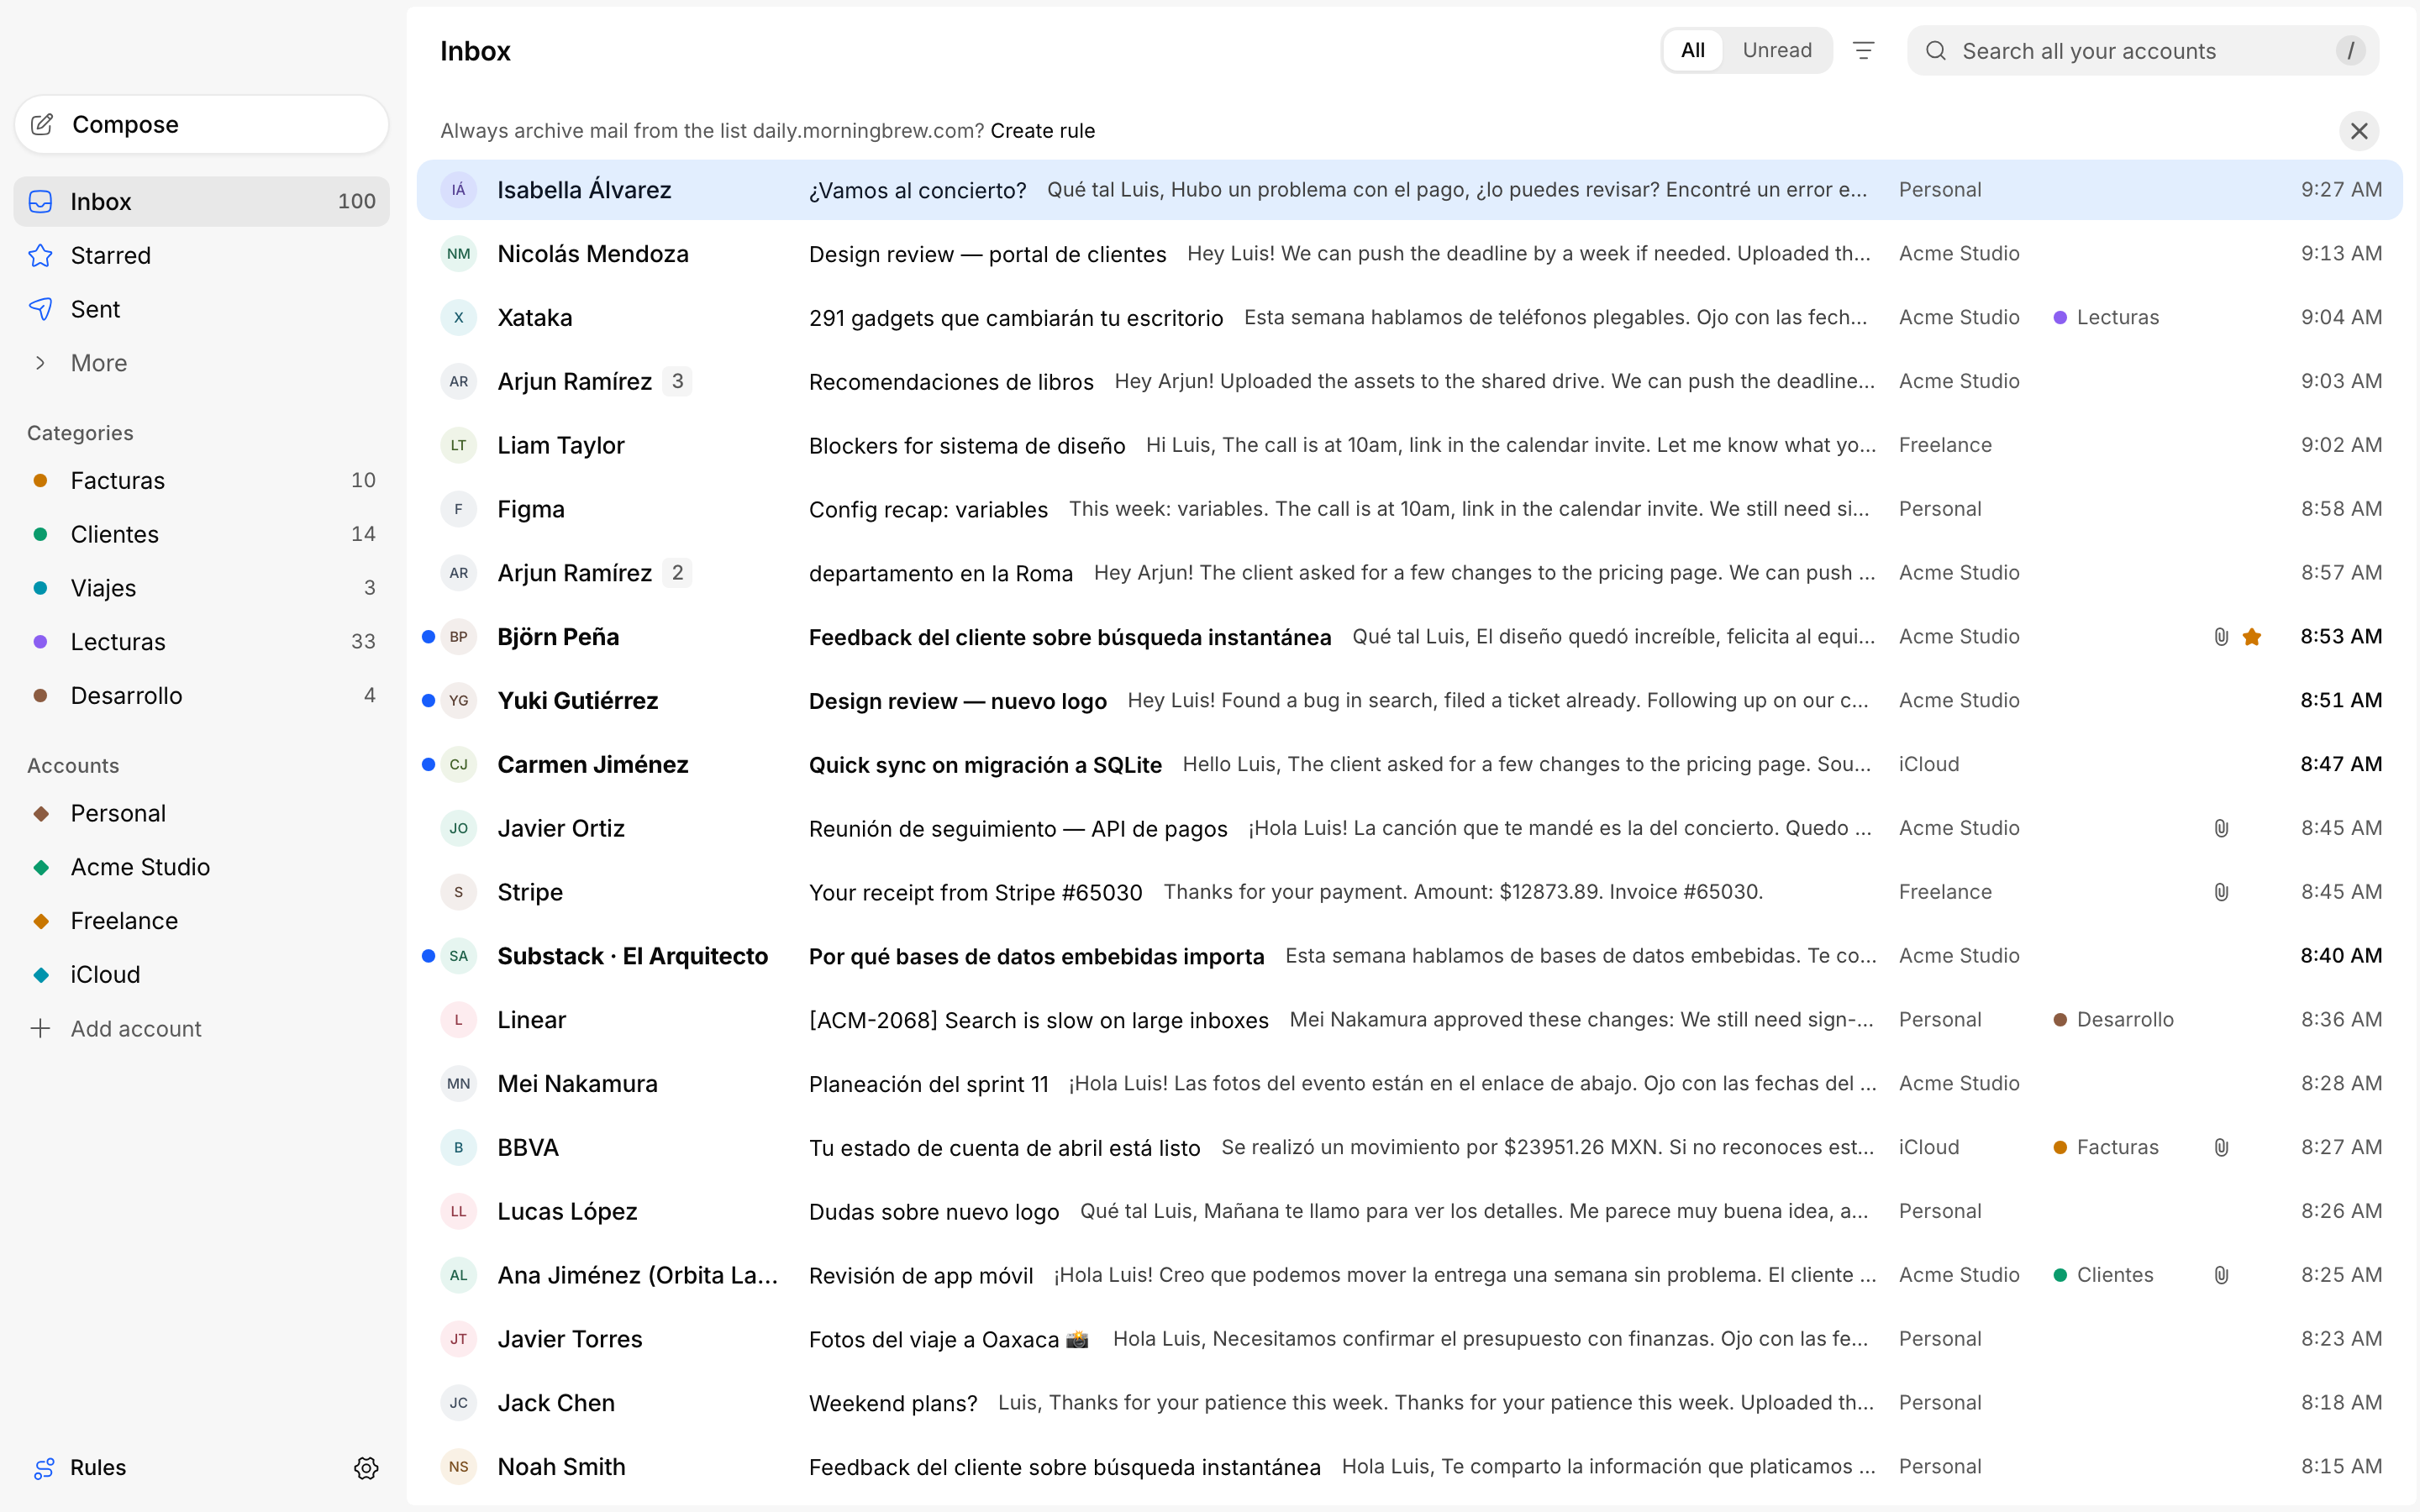 Inbox
All Unread
Search all your accounts /
Compose
Always archive mail from the list daily.morningbrew.com? Create rule
Inbox 100
Starred
Sent
More
Categories
Facturas 10
Clientes 14
Viajes 3
Lecturas 33
Desarrollo 4
Accounts
Personal
Acme Studio
Freelance
iCloud
Add account
Rules
IÁ Isabella Álvarez ¿Vamos al concierto? Qué tal Luis, Hubo un problema con el pago, ¿lo puedes revisar? Encontré un error e... Personal 9:27 AM
NM Nicolás Mendoza Design review — portal de clientes Hey Luis! We can push the deadline by a week if needed. Uploaded th... Acme Studio 9:13 AM
X Xataka 291 gadgets que cambiarán tu escritorio Esta semana hablamos de teléfonos plegables. Ojo con las fech... Acme Studio Lecturas 9:04 AM
AR Arjun Ramírez 3 Recomendaciones de libros Hey Arjun! Uploaded the assets to the shared drive. We can push the deadline... Acme Studio 9:03 AM
LT Liam Taylor Blockers for sistema de diseño Hi Luis, The call is at 10am, link in the calendar invite. Let me know what yo... Freelance 9:02 AM
F Figma Config recap: variables This week: variables. The call is at 10am, link in the calendar invite. We still need si... Personal 8:58 AM
AR Arjun Ramírez 2 departamento en la Roma Hey Arjun! The client asked for a few changes to the pricing page. We can push ... Acme Studio 8:57 AM
BP Björn Peña Feedback del cliente sobre búsqueda instantánea Qué tal Luis, El diseño quedó increíble, felicita al equi... Acme Studio 8:53 AM
YG Yuki Gutiérrez Design review — nuevo logo Hey Luis! Found a bug in search, filed a ticket already. Following up on our c... Acme Studio 8:51 AM
CJ Carmen Jiménez Quick sync on migración a SQLite Hello Luis, The client asked for a few changes to the pricing page. Sou... iCloud 8:47 AM
JO Javier Ortiz Reunión de seguimiento — API de pagos ¡Hola Luis! La canción que te mandé es la del concierto. Quedo ... Acme Studio 8:45 AM
S Stripe Your receipt from Stripe #65030 Thanks for your payment. Amount: $12873.89. Invoice #65030. Freelance 8:45 AM
SA Substack · El Arquitecto Por qué bases de datos embebidas importa Esta semana hablamos de bases de datos embebidas. Te co... Acme Studio 8:40 AM
L Linear [ACM-2068] Search is slow on large inboxes Mei Nakamura approved these changes: We still need sign-... Personal Desarrollo 8:36 AM
MN Mei Nakamura Planeación del sprint 11 ¡Hola Luis! Las fotos del evento están en el enlace de abajo. Ojo con las fechas del ... Acme Studio 8:28 AM
B BBVA Tu estado de cuenta de abril está listo Se realizó un movimiento por $23951.26 MXN. Si no reconoces est... iCloud Facturas 8:27 AM
LL Lucas López Dudas sobre nuevo logo Qué tal Luis, Mañana te llamo para ver los detalles. Me parece muy buena idea, a... Personal 8:26 AM
AL Ana Jiménez (Orbita La... Revisión de app móvil ¡Hola Luis! Creo que podemos mover la entrega una semana sin problema. El cliente ... Acme Studio Clientes 8:25 AM
JT Javier Torres Fotos del viaje a Oaxaca 📸 Hola Luis, Necesitamos confirmar el presupuesto con finanzas. Ojo con las fe... Personal 8:23 AM
JC Jack Chen Weekend plans? Luis, Thanks for your patience this week. Thanks for your patience this week. Uploaded th... Personal 8:18 AM
NS Noah Smith Feedback del cliente sobre búsqueda instantánea Hola Luis, Te comparto la información que platicamos ... Personal 8:15 AM